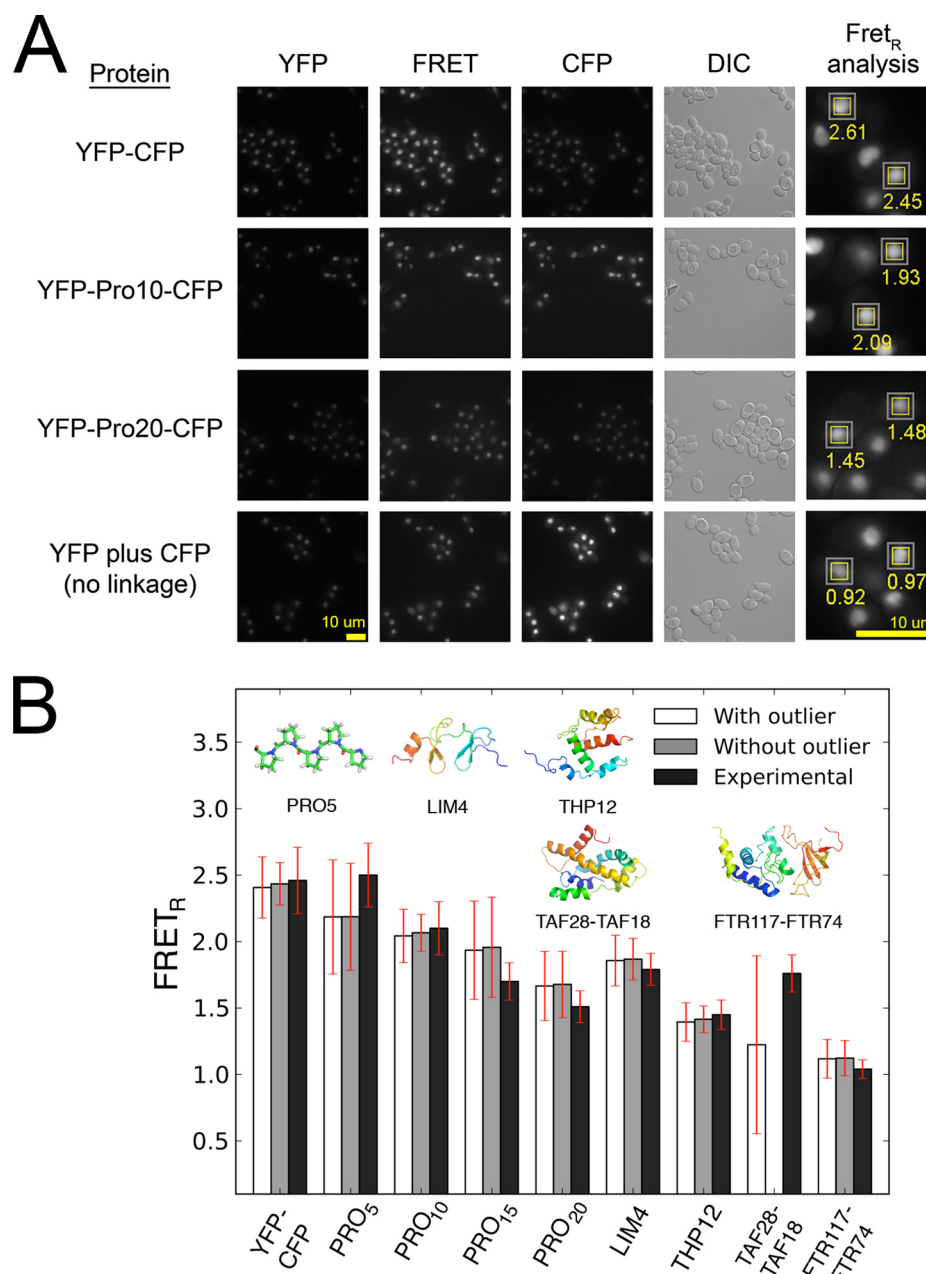 A
Protein
YFP
FRET
CFP
DIC
Fret_R
analysis
YFP-CFP
2.61
2.45
YFP-Pro10-CFP
1.93
2.09
YFP-Pro20-CFP
1.48
1.45
YFP plus CFP
(no linkage)
10 um
0.97
0.92
10 um
B
FRET_R
3.5
3.0
2.5
2.0
1.5
1.0
0.5
With outlier
Without outlier
Experimental
PRO5
LIM4
THP12
TAF28-TAF18
FTR117-FTR74
YFP-
CFP
PRO₅
PRO₁₀
PRO₁₅
PRO₂₀
LIM4
THP12
TAF28-
TAF18
FTR117-
FTR74